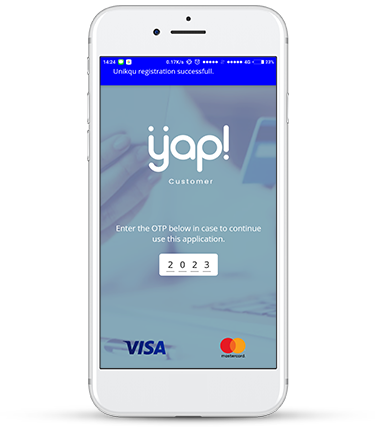 14:24 0.17K/s 4G 33%
Unikqu registration successfull.
yap!
Customer
Enter the OTP below in case to continue
use this application.
2 0 2 3
VISA
mastercard